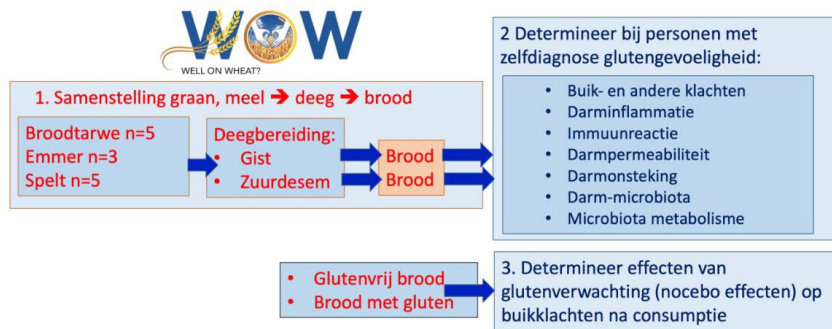 WOW
WELL ON WHEAT?
1. Samenstelling graan, meel ➔ deeg ➔ brood
Broodtarwe n=5
Emmer n=3
Spelt n=5
Deegbereiding:
• Gist
• Zuurdesem
Brood
Brood
2 Determineer bij personen met
zelfdiagnose glutengevoeligheid:
• Buik- en andere klachten
• Darminflammatie
• Immuunreactie
• Darmpermeabiliteit
• Darmonsteking
• Darm-microbiota
• Microbiota metabolisme
• Glutenvrij brood
• Brood met gluten
3. Determineer effecten van
glutenverwachting (nocebo effecten) op
buikklachten na consumptie